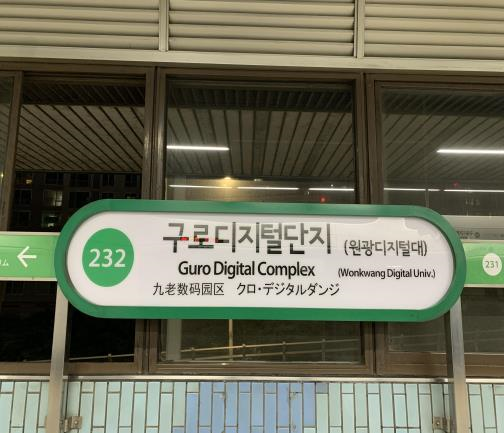 232
구로디지털단지 (원광디지털대)
Guro Digital Complex (Wonkwang Digital Univ.)
九老数码园区 クロ·デジタルダンジ
ム ←
231